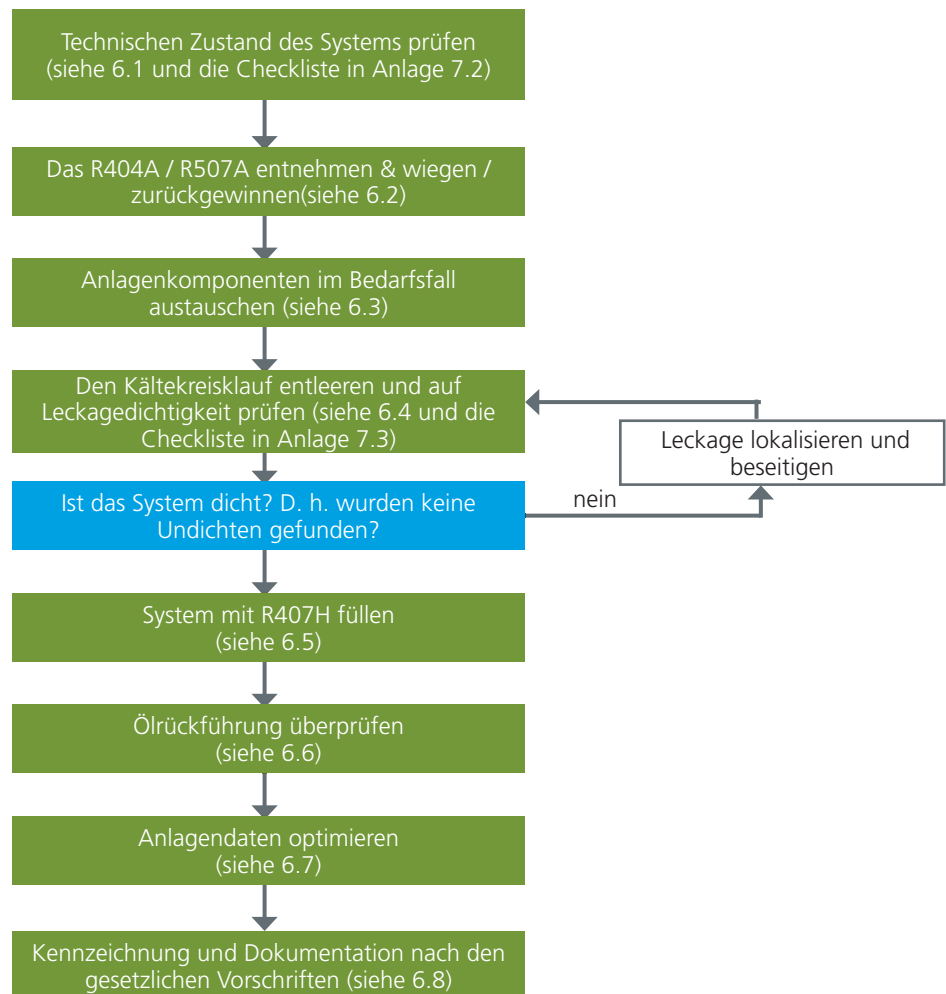 Technischen Zustand des Systems prüfen
(siehe 6.1 und die Checkliste in Anlage 7.2)
Das R404A / R507A entnehmen & wiegen /
zurückgewinnen(siehe 6.2)
Anlagenkomponenten im Bedarfsfall
austauschen (siehe 6.3)
Den Kältekreisklauf entleeren und auf
Leckagedichtigkeit prüfen (siehe 6.4 und die
Checkliste in Anlage 7.3)
Leckage lokalisieren und
beseitigen
Ist das System dicht? D. h. wurden keine
Undichten gefunden?
nein
System mit R407H füllen
(siehe 6.5)
Ölrückführung überprüfen
(siehe 6.6)
Anlagendaten optimieren
(siehe 6.7)
Kennzeichnung und Dokumentation nach den
gesetzlichen Vorschriften (siehe 6.8)